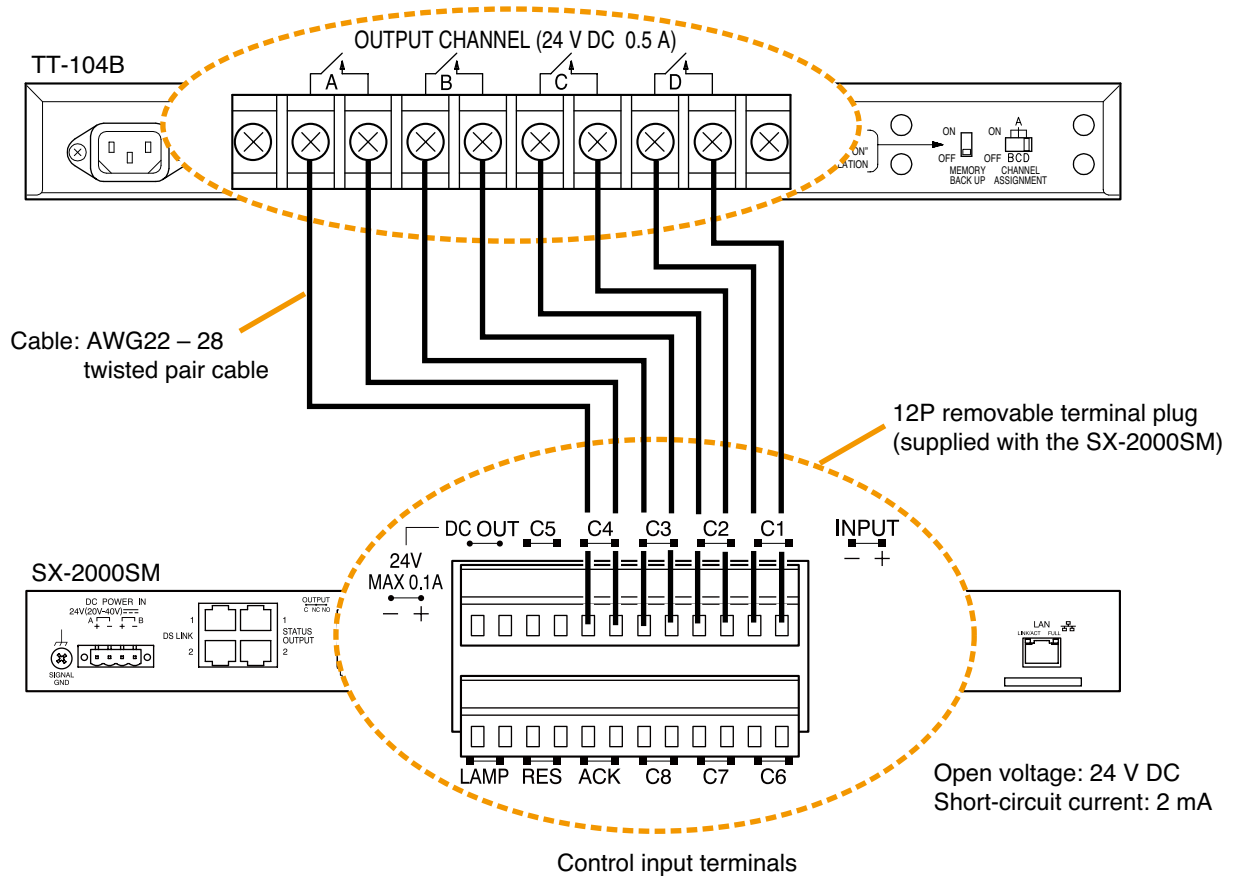 OUTPUT CHANNEL (24 V DC 0.5 A)
TT-104B
A B C D
ON"
LATION
ON
OFF
MEMORY
BACK UP
A
ON
OFF BCD
CHANNEL
ASSIGNMENT
Cable: AWG22 – 28
twisted pair cable
12P removable terminal plug
(supplied with the SX-2000SM)
DC OUT C5 C4 C3 C2 C1 INPUT
– +
24V
MAX 0.1A
– +
SX-2000SM
DC POWER IN
24V(20V-40V)
A B
+ – + –
SIGNAL
GND
DS LINK
1
2
OUTPUT
C NC NO
1
STATUS
OUTPUT
2
LAN
LINK/ACT FULL
LAMP RES ACK C8 C7 C6
Open voltage: 24 V DC
Short-circuit current: 2 mA
Control input terminals